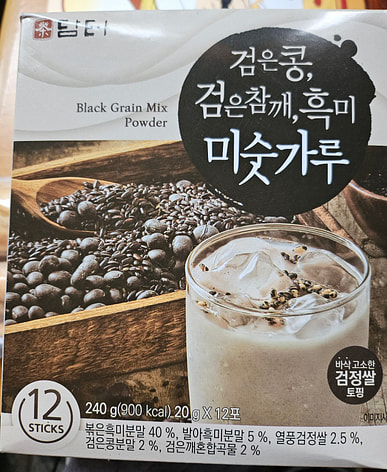 담터
Black Grain Mix
Powder
검은콩,
검은참깨,흑미
미숫가루
바삭 고소한
검정쌀
토핑
12
STICKS
240 g(900 kcal)_20g X 12포
볶은흑미분말 40 %, 발아흑미분말 5 %, 열풍검정쌀 2.5 %,
검은콩분말 2 %, 검은깨혼합곡물 2 %